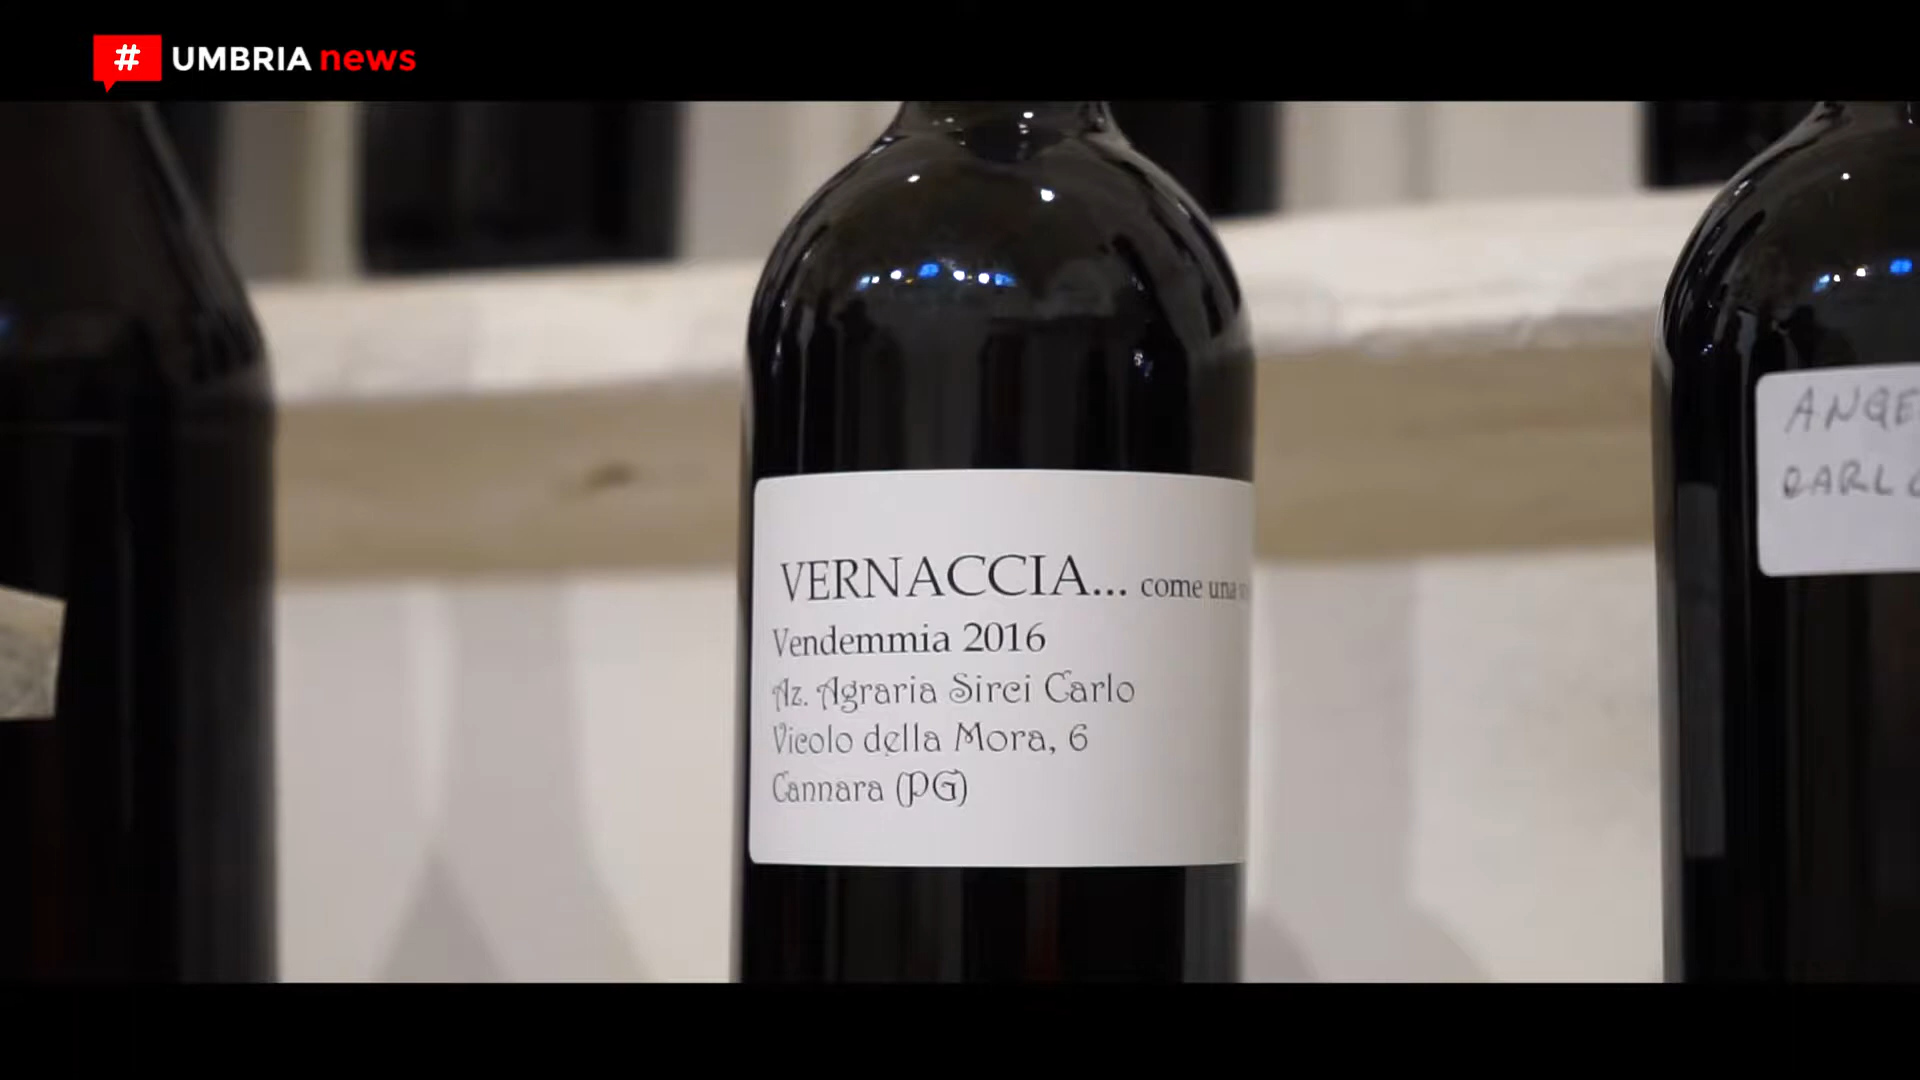 # UMBRIA news
VERNACCIA... come una
Vendemmia 2016
Az. Agraria Sirci Carlo
Vicolo della Mora, 6
Cannara (PG)